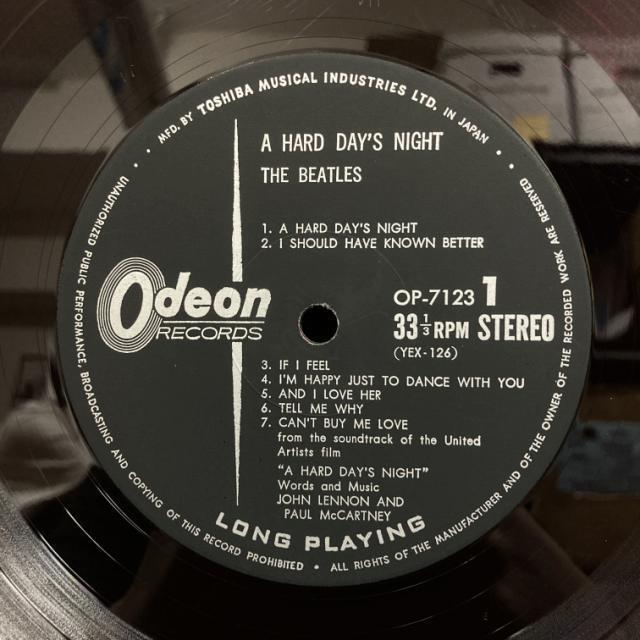 MFD. BY TOSHIBA MUSICAL INDUSTRIES LTD. IN JAPAN
A HARD DAY'S NIGHT
THE BEATLES
1. A HARD DAY'S NIGHT
2. I SHOULD HAVE KNOWN BETTER
Odeon
RECORDS
OP-7123 1
33 1/3 RPM STEREO
(YEX-126)
3. IF I FEEL
4. I'M HAPPY JUST TO DANCE WITH YOU
5. AND I LOVE HER
6. TELL ME WHY
7. CAN'T BUY ME LOVE
from the soundtrack of the United
Artists film
"A HARD DAY'S NIGHT"
Words and Music
JOHN LENNON AND
PAUL McCARTNEY
LONG PLAYING
UNAUTHORIZED PUBLIC PERFORMANCE, BROADCASTING AND COPYING OF THIS RECORD PROHIBITED • ALL RIGHTS OF THE MANUFACTURER AND OF THE OWNER OF THE RECORDED WORK ARE RESERVED